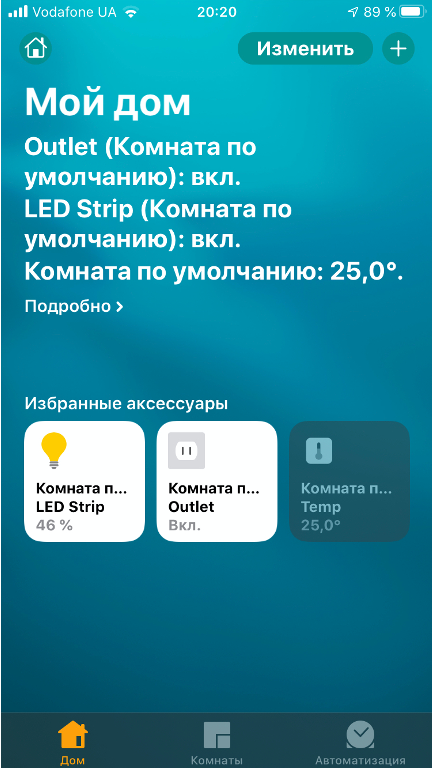 Vodafone UA 20:20 89 %
Изменить +
Мой дом
Outlet (Комната по
умолчанию): вкл.
LED Strip (Комната по
умолчанию): вкл.
Комната по умолчанию: 25,0°.
Подробно >
Избранные аксессуары
Комната п... Комната п... Комната п...
LED Strip Outlet Temp
46 % Вкл. 25,0°
Дом Комнаты Автоматизация